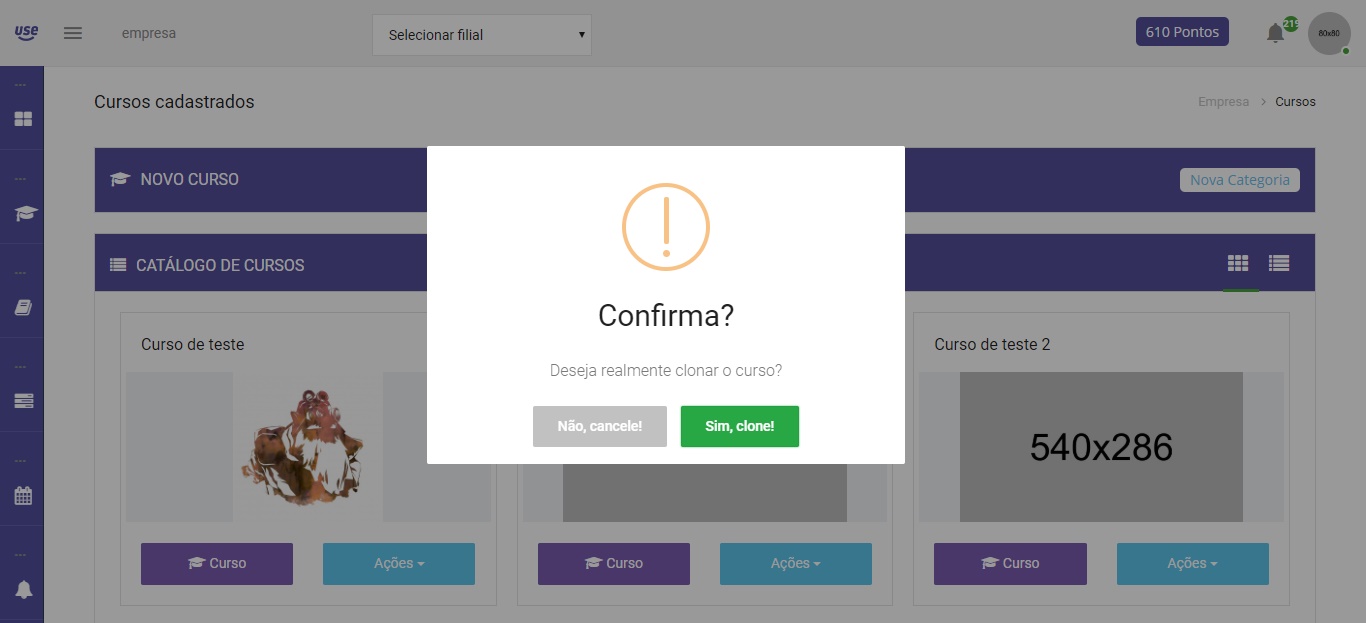 use
empresa
Selecionar filial
610 Pontos
219
80x80
Cursos cadastrados
Empresa > Cursos
NOVO CURSO
Nova Categoria
CATÁLOGO DE CURSOS
Curso de teste
Curso de teste 2
540x286
Confirma?
Deseja realmente clonar o curso?
Não, cancele!
Sim, clone!
Curso
Ações
Curso
Ações
Curso
Ações